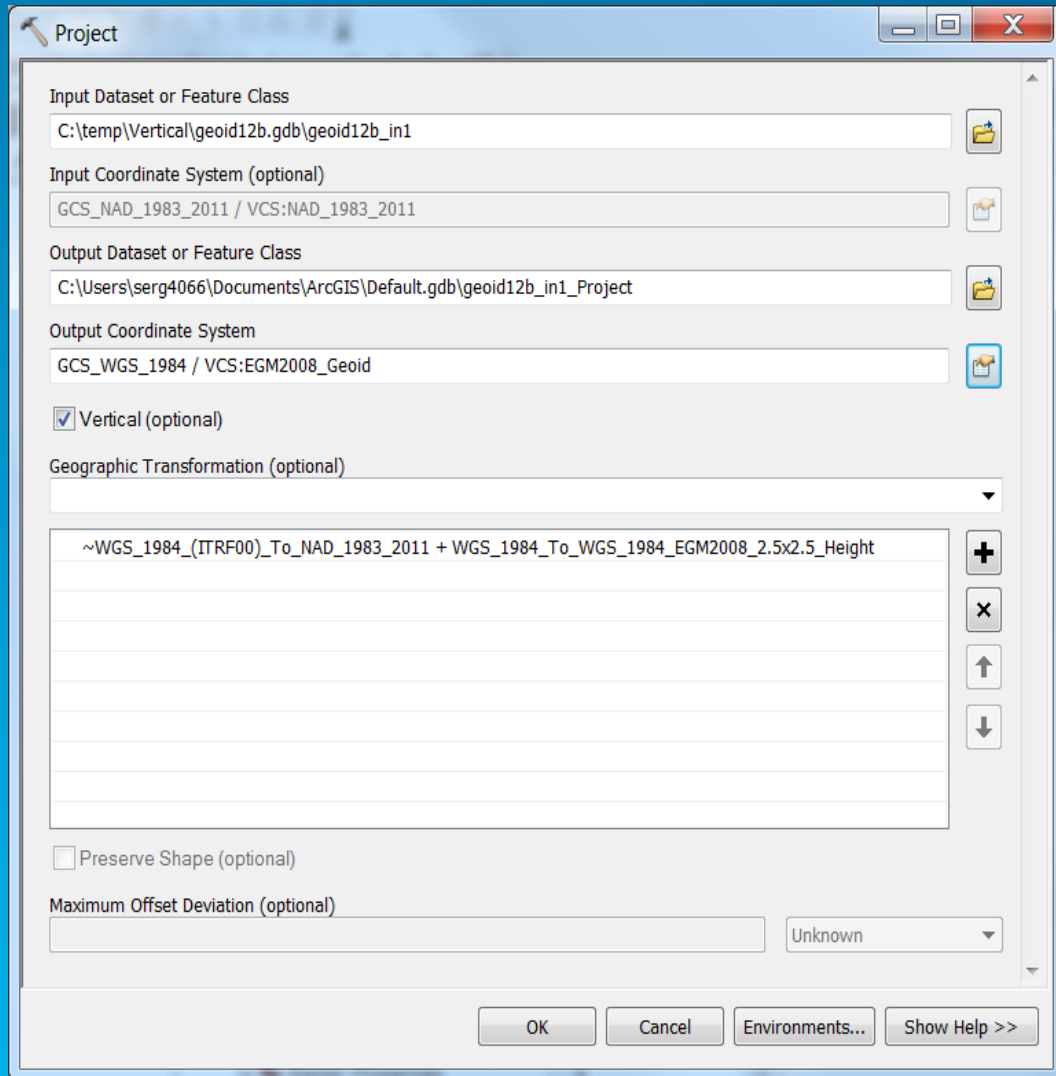 Project
X
Input Dataset or Feature Class
C:\temp\Vertical\geoid12b.gdb\geoid12b_in1
Input Coordinate System (optional)
GCS_NAD_1983_2011 / VCS:NAD_1983_2011
Output Dataset or Feature Class
C:\Users\serg4066\Documents\ArcGIS\Default.gdb\geoid12b_in1_Project
Output Coordinate System
GCS_WGS_1984 / VCS:EGM2008_Geoid
Vertical (optional)
Geographic Transformation (optional)
~WGS_1984_(ITRF00)_To_NAD_1983_2011 + WGS_1984_To_WGS_1984_EGM2008_2.5x2.5_Height
Preserve Shape (optional)
Maximum Offset Deviation (optional)
Unknown
OK Cancel Environments... Show Help >>